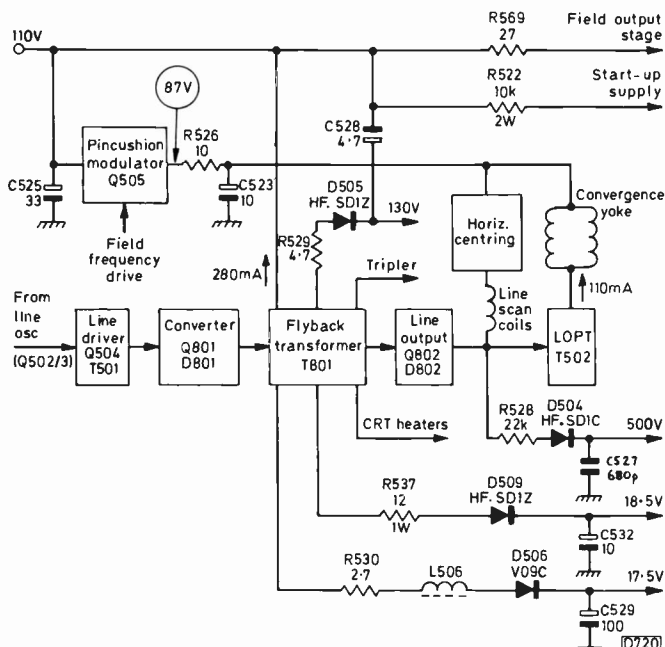 110V
R569
27
Field output
stage
R522
10k
2W
Start-up
supply
87V
C528
4·7
Pincushion
modulator
Q505
R526
10
C525
33
C523
10
Field
frequency
drive
D505
HF. SD1Z
130V
R529
4·7
280mA
Tripler
Horiz.
centring
Convergence
yoke
110mA
Line
scan
coils
From
line
osc
(Q502/3)
Line
driver
Q504
T501
Converter
Q801
D801
Flyback
transformer
T801
Line
output
Q802
D802
LOPT
T502
CRT heaters
R528
22k
D504
HF. SD1C
500V
C527
680p
R537
12
1W
D509
HF. SD1Z
18·5V
C532
10
R530
2·7
L506
D506
V09C
17·5V
C529
100
D720